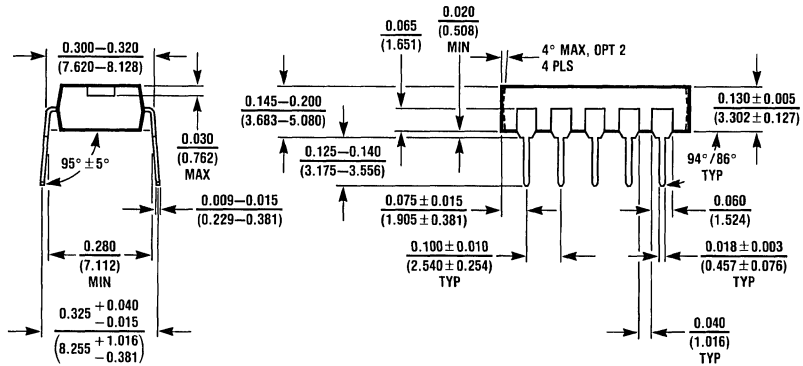 0.300–0.320
(7.620–8.128)
0.030
(0.762)
MAX
95° ± 5°
0.009–0.015
(0.229–0.381)
0.280
(7.112)
MIN
0.325 +0.040
−0.015
(8.255 +1.016
−0.381)
0.065
(1.651)
0.020
(0.508)
MIN
4° MAX, OPT 2
4 PLS
0.145–0.200
(3.683–5.080)
0.130 ± 0.005
(3.302 ± 0.127)
0.125–0.140
(3.175–3.556)
94°/86°
TYP
0.075 ± 0.015
(1.905 ± 0.381)
0.060
(1.524)
0.100 ± 0.010
(2.540 ± 0.254)
TYP
0.018 ± 0.003
(0.457 ± 0.076)
TYP
0.040
(1.016)
TYP